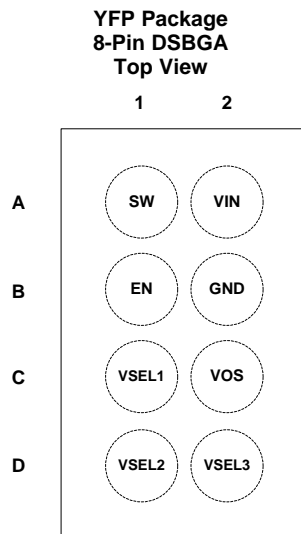 YFP Package
8-Pin DSBGA
Top View
1 2
A SW VIN
B EN GND
C VSEL1 VOS
D VSEL2 VSEL3